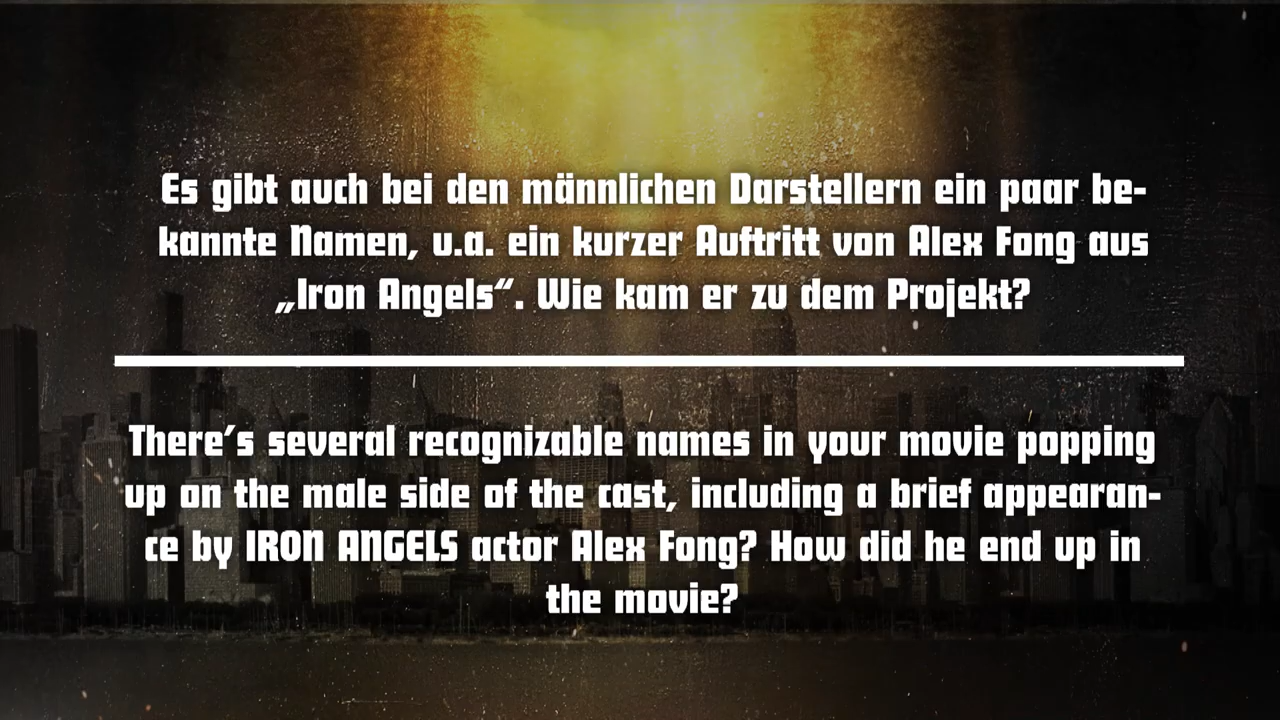 Es gibt auch bei den männlichen Darstellern ein paar be-
kannte Namen, u.a. ein kurzer Auftritt von Alex Fong aus
„Iron Angels“. Wie kam er zu dem Projekt?
There’s several recognizable names in your movie popping
up on the male side of the cast, including a brief appearan-
ce by IRON ANGELS actor Alex Fong? How did he end up in
the movie?